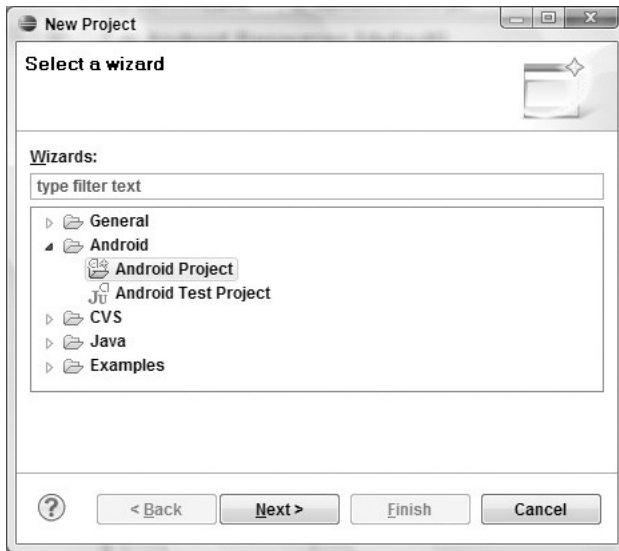 New Project
Select a wizard
Wizards:
type filter text
General
Android
Android Project
Android Test Project
CVS
Java
Examples
< Back Next > Finish Cancel